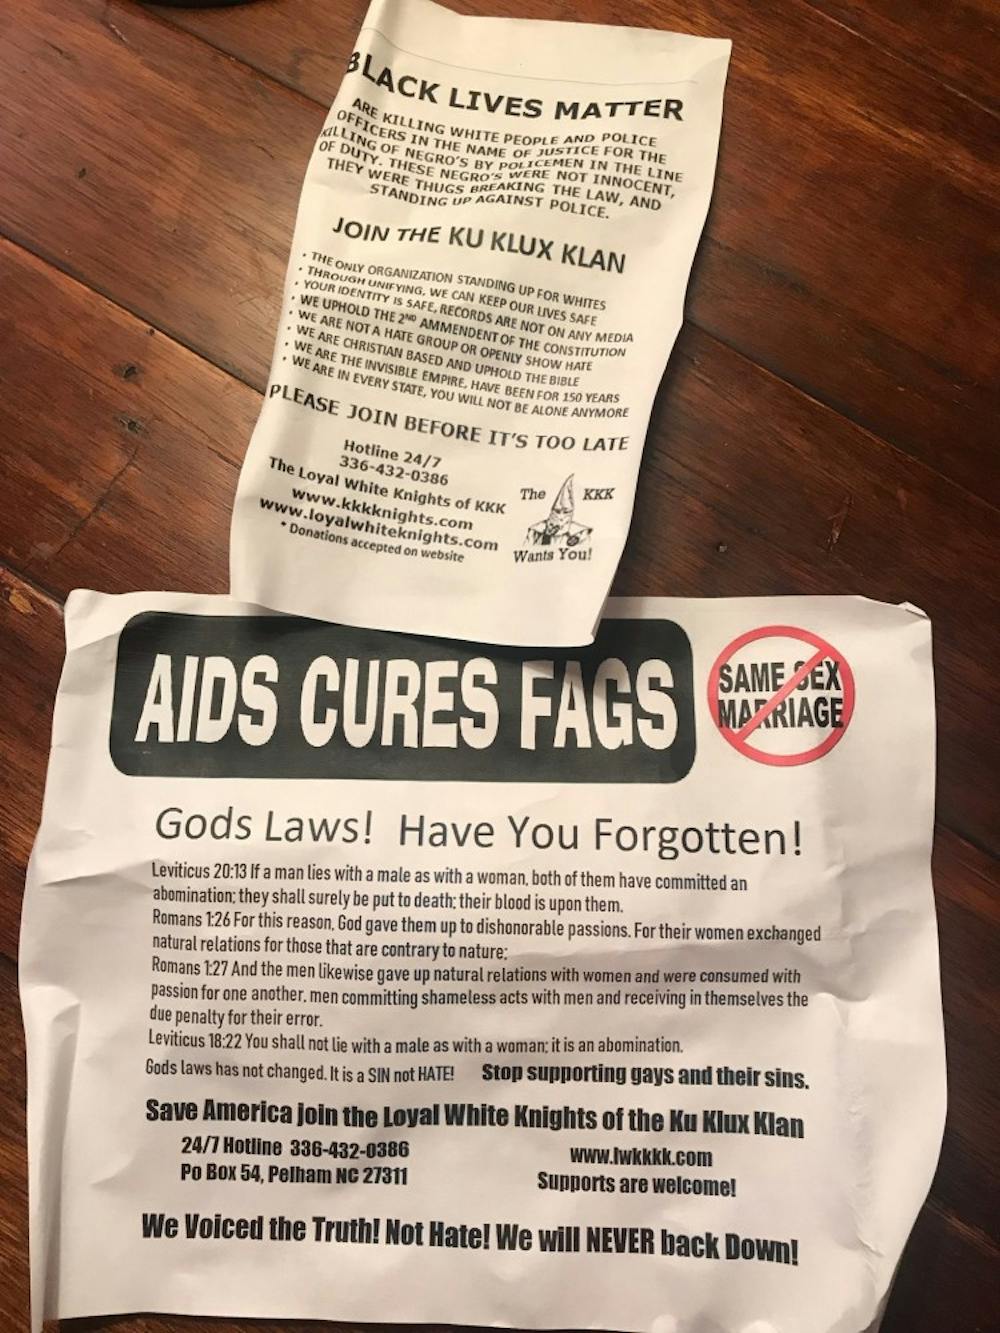 BLACK LIVES MATTER
ARE KILLING WHITE PEOPLE AND POLICE
OFFICERS IN THE NAME OF JUSTICE FOR THE
KILLING OF NEGRO'S BY POLICEMEN IN THE LINE
OF DUTY. THESE NEGRO'S WERE NOT INNOCENT,
THEY WERE THUGS BREAKING THE LAW, AND
STANDING UP AGAINST POLICE.
JOIN THE KU KLUX KLAN
· THE ONLY ORGANIZATION STANDING UP FOR WHITES
· THROUGH UNIFYING, WE CAN KEEP OUR LIVES SAFE
· YOUR IDENTITY IS SAFE, RECORDS ARE NOT ON ANY MEDIA
· WE UPHOLD THE 2ND AMMENDENT OF THE CONSTITUTION
· WE ARE NOT A HATE GROUP OR OPENLY SHOW HATE
· WE ARE CHRISTIAN BASED AND UPHOLD THE BIBLE
· WE ARE THE INVISIBLE EMPIRE, HAVE BEEN FOR 150 YEARS
· WE ARE IN EVERY STATE, YOU WILL NOT BE ALONE ANYMORE
PLEASE JOIN BEFORE IT'S TOO LATE
Hotline 24/7
336-432-0386
The Loyal White Knights of KKK
www.kkkknights.com
www.loyalwhiteknights.com
* Donations accepted on website
The KKK
Wants You!
AIDS CURES FAGS
SAME SEX
MARRIAGE
Gods Laws! Have You Forgotten!
Leviticus 20:13 If a man lies with a male as with a woman, both of them have committed an
abomination; they shall surely be put to death; their blood is upon them.
Romans 1:26 For this reason, God gave them up to dishonorable passions. For their women exchanged
natural relations for those that are contrary to nature;
Romans 1:27 And the men likewise gave up natural relations with women and were consumed with
passion for one another, men committing shameless acts with men and receiving in themselves the
due penalty for their error.
Leviticus 18:22 You shall not lie with a male as with a woman; it is an abomination.
Gods laws has not changed. It is a SIN not HATE! Stop supporting gays and their sins.
Save America join the Loyal White Knights of the Ku Klux Klan
24/7 Hotline 336-432-0386
Po Box 54, Pelham NC 27311
www.lwkkkk.com
Supports are welcome!
We Voiced the Truth! Not Hate! We will NEVER back Down!